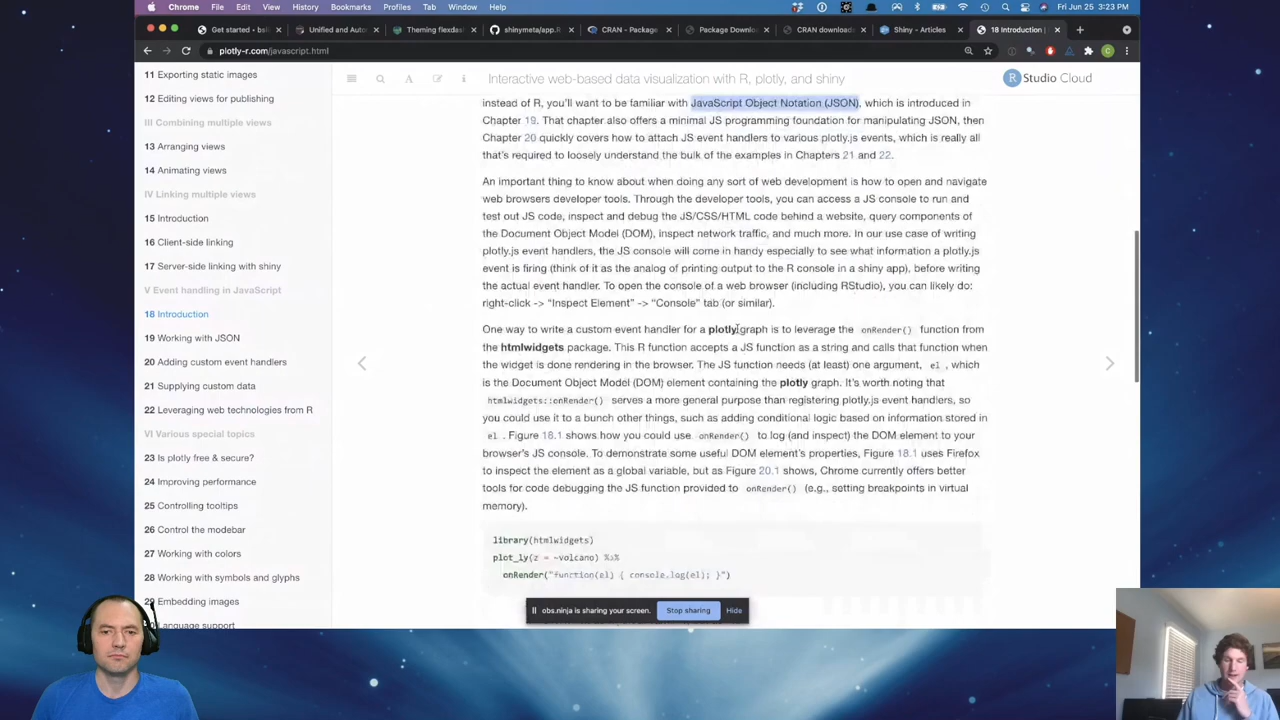 Chrome File Edit View History Bookmarks Profiles Tab Window Help Fri Jun 25 3:23 PM
Get started • bsli Unified and Auto Theming flexdas shinymeta/app.R CRAN - Package Package Downlo CRAN downloads Shiny - Articles 18 Introduction |
plotly-r.com/javascript.html
11 Exporting static images
12 Editing views for publishing
III Combining multiple views
13 Arranging views
14 Animating views
IV Linking multiple views
15 Introduction
16 Client-side linking
17 Server-side linking with shiny
V Event handling in JavaScript
18 Introduction
19 Working with JSON
20 Adding custom event handlers
21 Supplying custom data
22 Leveraging web technologies from R
VI Various special topics
23 Is plotly free & secure?
24 Improving performance
25 Controlling tooltips
26 Control the modebar
27 Working with colors
28 Working with symbols and glyphs
29 Embedding images
Language support
Interactive web-based data visualization with R, plotly, and shiny
R Studio Cloud
instead of R, you'll want to be familiar with JavaScript Object Notation (JSON), which is introduced in
Chapter 19. That chapter also offers a minimal JS programming foundation for manipulating JSON, then
Chapter 20 quickly covers how to attach JS event handlers to various plotly.js events, which is really all
that's required to loosely understand the bulk of the examples in Chapters 21 and 22.
An important thing to know about when doing any sort of web development is how to open and navigate
web browsers developer tools. Through the developer tools, you can access a JS console to run and
test out JS code, inspect and debug the JS/CSS/HTML code behind a website, query components of
the Document Object Model (DOM), inspect network traffic, and much more. In our use case of writing
plotly.js event handlers, the JS console will come in handy especially to see what information a plotly.js
event is firing (think of it as the analog of printing output to the R console in a shiny app), before writing
the actual event handler. To open the console of a web browser (including RStudio), you can likely do:
right-click -> "Inspect Element" -> "Console" tab (or similar).
One way to write a custom event handler for a plotly graph is to leverage the onRender() function from
the htmlwidgets package. This R function accepts a JS function as a string and calls that function when
the widget is done rendering in the browser. The JS function needs (at least) one argument, el , which
is the Document Object Model (DOM) element containing the plotly graph. It's worth noting that
htmlwidgets::onRender() serves a more general purpose than registering plotly.js event handlers, so
you could use it to a bunch other things, such as adding conditional logic based on information stored in
el . Figure 18.1 shows how you could use onRender() to log (and inspect) the DOM element to your
browser's JS console. To demonstrate some useful DOM element's properties, Figure 18.1 uses Firefox
to inspect the element as a global variable, but as Figure 20.1 shows, Chrome currently offers better
tools for code debugging the JS function provided to onRender() (e.g., setting breakpoints in virtual
memory).
library(htmlwidgets)
plot_ly(z = ~volcano) %>%
onRender("function(el) { console.log(el); }")
obs.ninja is sharing your screen. Stop sharing Hide